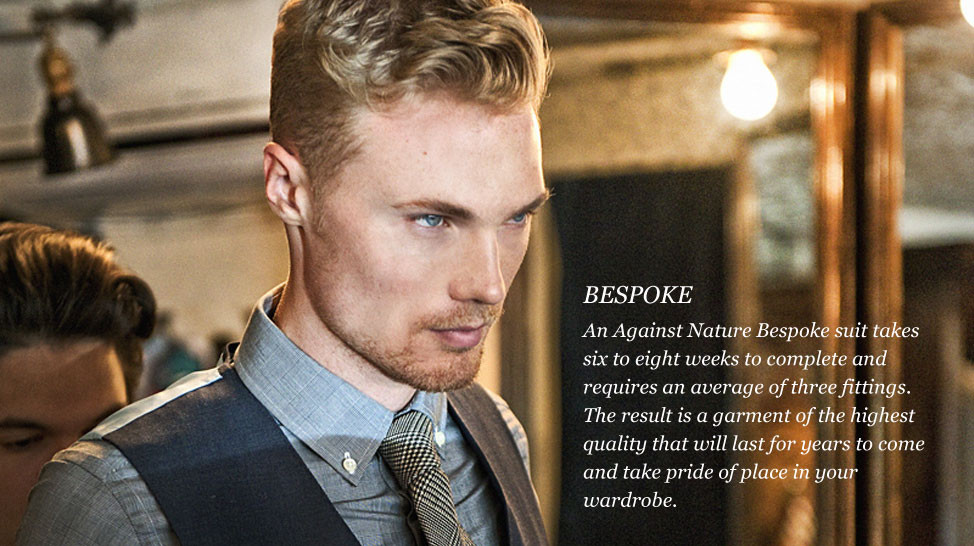 BESPOKE
An Against Nature Bespoke suit takes
six to eight weeks to complete and
requires an average of three fittings.
The result is a garment of the highest
quality that will last for years to come
and take pride of place in your
wardrobe.